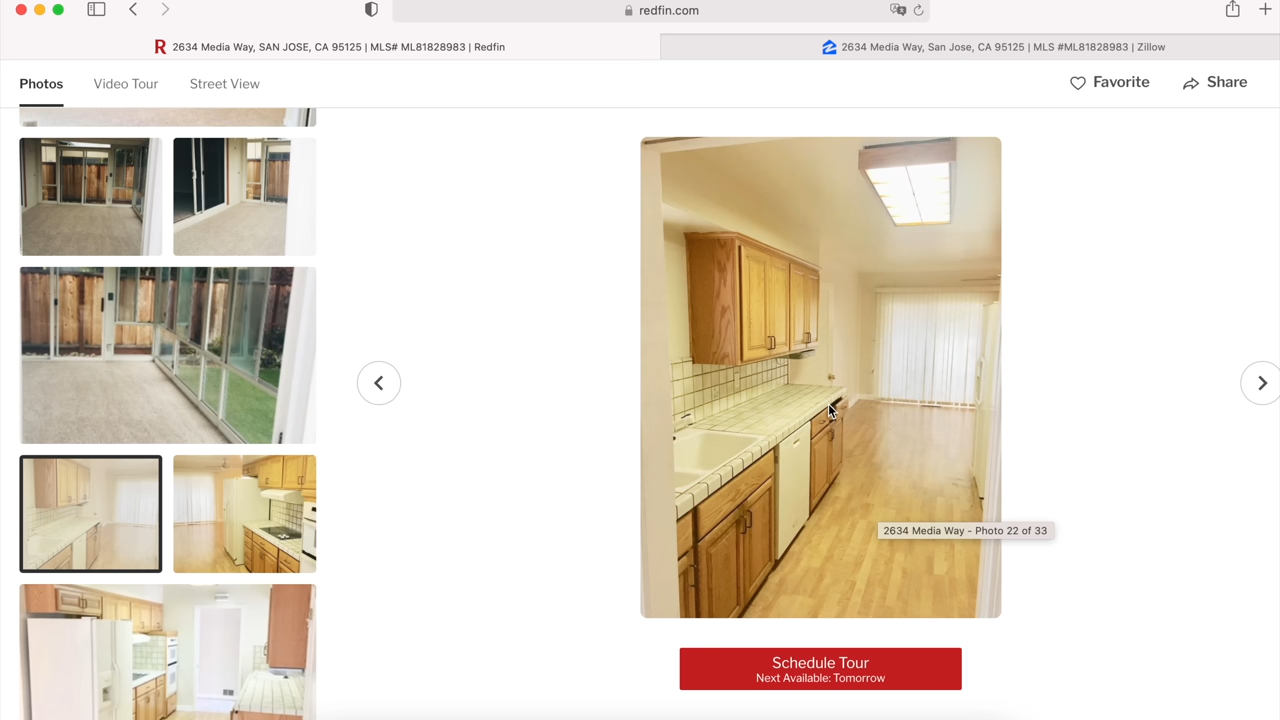 redfin.com
R 2634 Media Way, SAN JOSE, CA 95125 | MLS# ML81828983 | Redfin
2634 Media Way, San Jose, CA 95125 | MLS #ML81828983 | Zillow
Photos
Video Tour
Street View
Favorite
Share
2634 Media Way - Photo 22 of 33
Schedule Tour
Next Available: Tomorrow